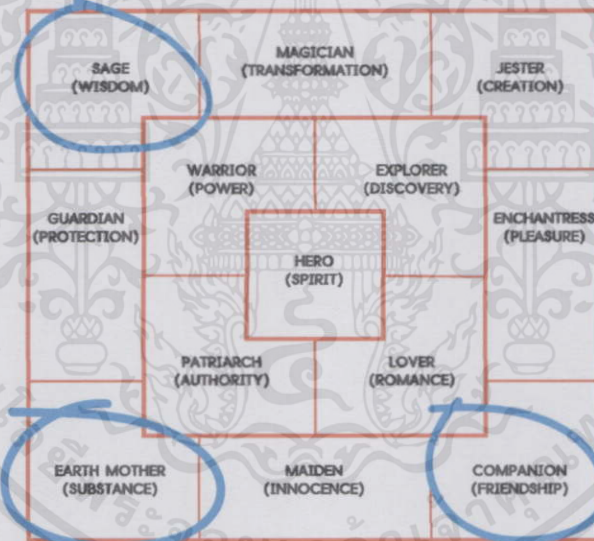 SAGE
(WISDOM)
MAGICIAN
(TRANSFORMATION)
JESTER
(CREATION)
WARRIOR
(POWER)
EXPLORER
(DISCOVERY)
GUARDIAN
(PROTECTION)
ENCHANTRESS
(PLEASURE)
HERO
(SPIRIT)
PATRIARCH
(AUTHORITY)
LOVER
(ROMANCE)
EARTH MOTHER
(SUBSTANCE)
MAIDEN
(INNOCENCE)
COMPANION
(FRIENDSHIP)